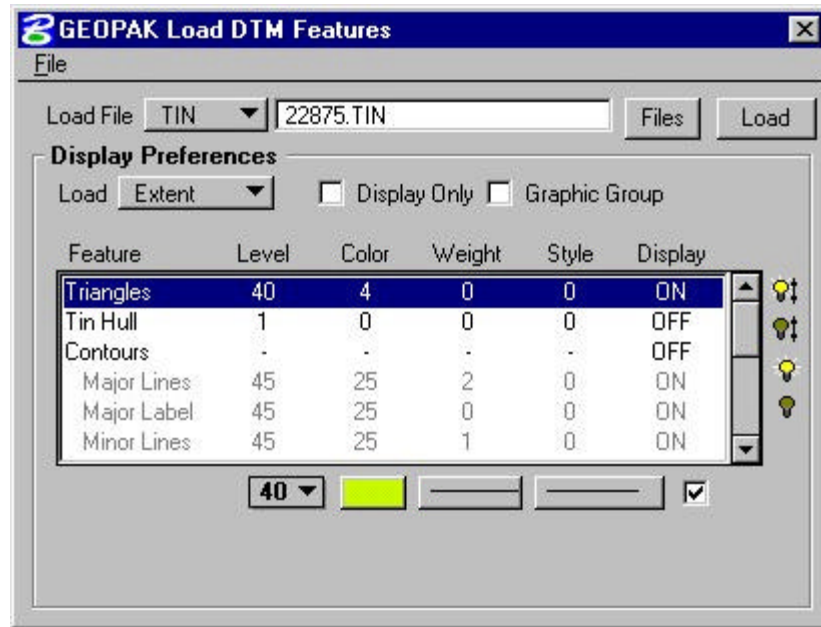 GEOPAK Load DTM Features
File
Load File TIN 22875.TIN Files Load
Display Preferences
Load Extent Display Only Graphic Group
Feature Level Color Weight Style Display
Triangles 40 4 0 0 ON
Tin Hull 1 0 0 0 OFF
Contours - - - - OFF
Major Lines 45 25 2 0 ON
Major Label 45 25 0 0 ON
Minor Lines 45 25 1 0 ON
40